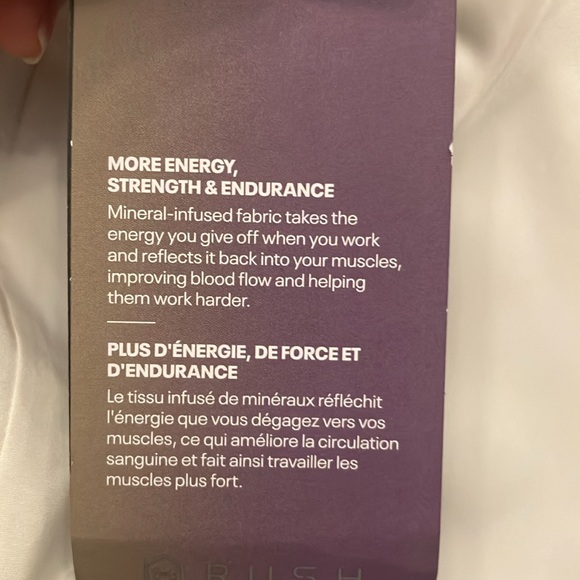 MORE ENERGY,
STRENGTH & ENDURANCE
Mineral-infused fabric takes the
energy you give off when you work
and reflects it back into your muscles,
improving blood flow and helping
them work harder.
PLUS D'ÉNERGIE, DE FORCE ET
D'ENDURANCE
Le tissu infusé de minéraux réfléchit
l'énergie que vous dégagez vers vos
muscles, ce qui améliore la circulation
sanguine et fait ainsi travailler les
muscles plus fort.
RUSH